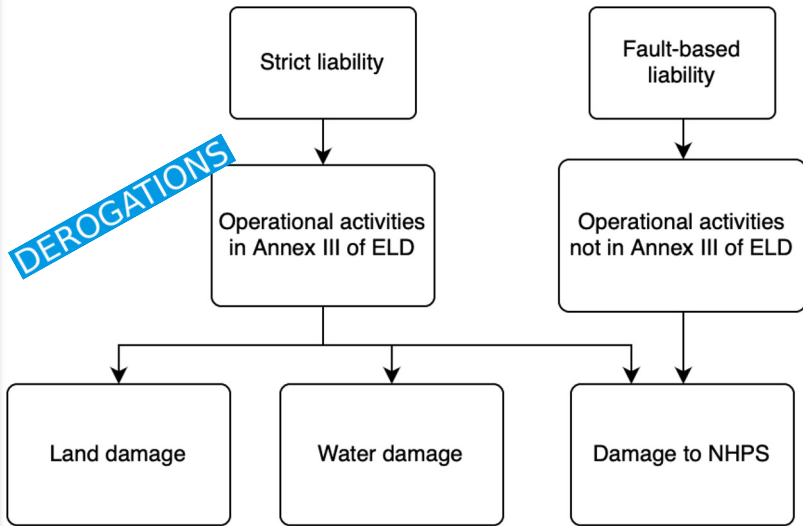 Strict liability
Fault-based
liability
DEROGATIONS
Operational activities
in Annex III of ELD
Operational activities
not in Annex III of ELD
Land damage
Water damage
Damage to NHPS